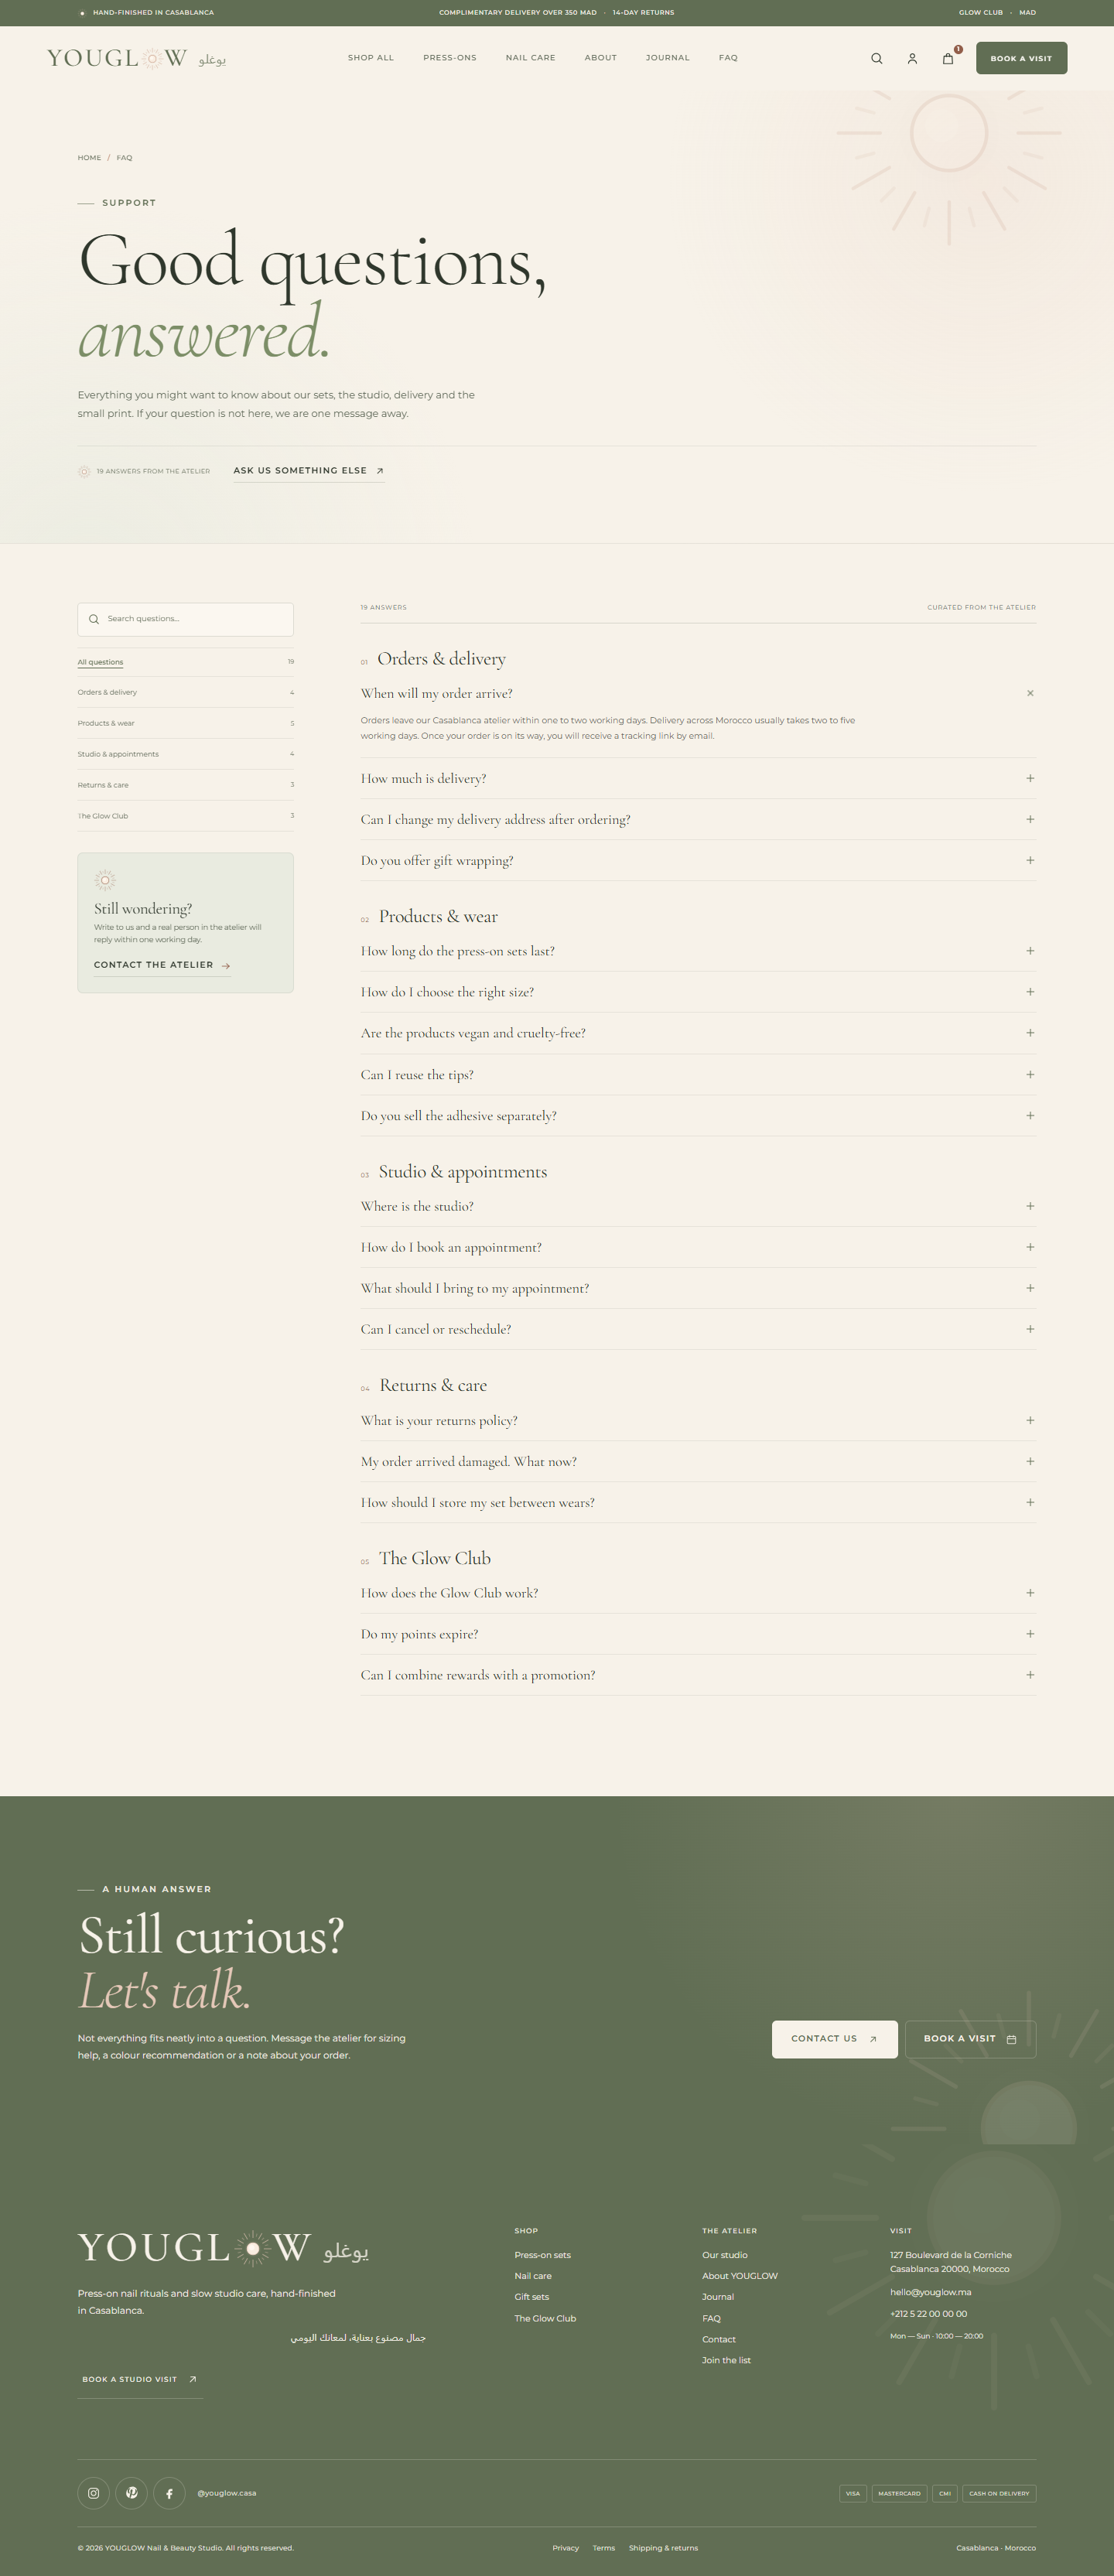 HAND-FINISHED IN CASABLANCA
COMPLIMENTARY DELIVERY OVER 350 MAD · 14-DAY RETURNS
GLOW CLUB · MAD
YOUGLOW يوغلو
SHOP ALL
PRESS-ONS
NAIL CARE
ABOUT
JOURNAL
FAQ
1
BOOK A VISIT
HOME / FAQ
SUPPORT
Good questions,
answered.
Everything you might want to know about our sets, the studio, delivery and the
small print. If your question is not here, we are one message away.
19 ANSWERS FROM THE ATELIER
ASK US SOMETHING ELSE
Search questions...
All questions 19
Orders & delivery 4
Products & wear 5
Studio & appointments 4
Returns & care 3
The Glow Club 3
Still wondering?
Write to us and a real person in the atelier will
reply within one working day.
CONTACT THE ATELIER
19 ANSWERS
CURATED FROM THE ATELIER
01 Orders & delivery
When will my order arrive?
Orders leave our Casablanca atelier within one to two working days. Delivery across Morocco usually takes two to five
working days. Once your order is on its way, you will receive a tracking link by email.
How much is delivery?
Can I change my delivery address after ordering?
Do you offer gift wrapping?
02 Products & wear
How long do the press-on sets last?
How do I choose the right size?
Are the products vegan and cruelty-free?
Can I reuse the tips?
Do you sell the adhesive separately?
03 Studio & appointments
Where is the studio?
How do I book an appointment?
What should I bring to my appointment?
Can I cancel or reschedule?
04 Returns & care
What is your returns policy?
My order arrived damaged. What now?
How should I store my set between wears?
05 The Glow Club
How does the Glow Club work?
Do my points expire?
Can I combine rewards with a promotion?
A HUMAN ANSWER
Still curious?
Let's talk.
Not everything fits neatly into a question. Message the atelier for sizing
help, a colour recommendation or a note about your order.
CONTACT US
BOOK A VISIT
YOUGLOW يوغلو
Press-on nail rituals and slow studio care, hand-finished
in Casablanca.
جمال مصنوع بعناية، لمعانك اليومي
BOOK A STUDIO VISIT
SHOP
Press-on sets
Nail care
Gift sets
The Glow Club
THE ATELIER
Our studio
About YOUGLOW
Journal
FAQ
Contact
Join the list
VISIT
127 Boulevard de la Corniche
Casablanca 20000, Morocco
hello@youglow.ma
+212 5 22 00 00 00
Mon — Sun · 10:00 — 20:00
@youglow.casa
VISA
MASTERCARD
CMI
CASH ON DELIVERY
© 2026 YOUGLOW Nail & Beauty Studio. All rights reserved.
Privacy
Terms
Shipping & returns
Casablanca · Morocco